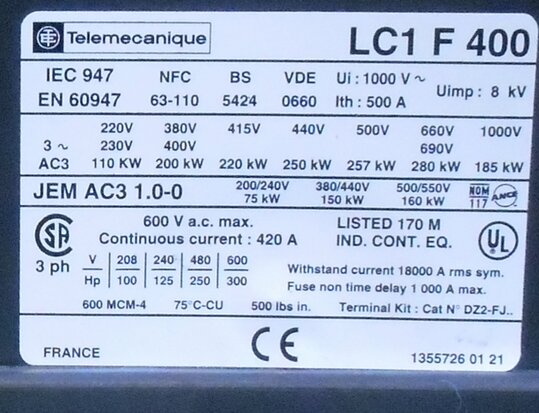 Telemecanique LC1 F 400
IEC 947 NFC BS VDE Ui : 1000 V ~
EN 60947 63-110 5424 0660 Ith : 500 A Uimp : 8 kV
220V 380V 415V 440V 500V 660V 1000V
3 ~ 230V 400V 690V
AC3 110 KW 200 kW 220 kW 250 kW 257 kW 280 kW 185 kW
JEM AC3 1.0-0 200/240V 380/440V 500/550V NOM ANCE
75 kW 150 kW 160 kW 117
SA 600 V a.c. max. LISTED 170 M UL
Continuous current : 420 A IND. CONT. EQ.
3 ph V 208 240 480 600
Hp 100 125 250 300
Withstand current 18000 A rms sym.
Fuse non time delay 1 000 A max.
600 MCM-4 75°C-CU 500 lbs in. Terminal Kit : Cat N° DZ2-FJ..
FRANCE CE 1355726 01 21